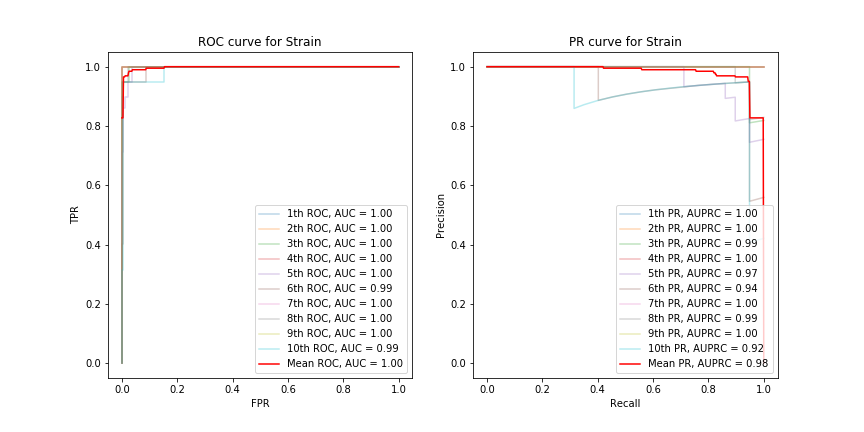 ROC curve for Strain
1.0
0.8
0.6
0.4
0.2
0.0
TPR
0.0 0.2 0.4 0.6 0.8 1.0
FPR
1th ROC, AUC = 1.00
2th ROC, AUC = 1.00
3th ROC, AUC = 1.00
4th ROC, AUC = 1.00
5th ROC, AUC = 1.00
6th ROC, AUC = 0.99
7th ROC, AUC = 1.00
8th ROC, AUC = 1.00
9th ROC, AUC = 1.00
10th ROC, AUC = 0.99
Mean ROC, AUC = 1.00
PR curve for Strain
1.0
0.8
0.6
0.4
0.2
0.0
Precision
0.0 0.2 0.4 0.6 0.8 1.0
Recall
1th PR, AUPRC = 1.00
2th PR, AUPRC = 1.00
3th PR, AUPRC = 0.99
4th PR, AUPRC = 1.00
5th PR, AUPRC = 0.97
6th PR, AUPRC = 0.94
7th PR, AUPRC = 1.00
8th PR, AUPRC = 0.99
9th PR, AUPRC = 1.00
10th PR, AUPRC = 0.92
Mean PR, AUPRC = 0.98